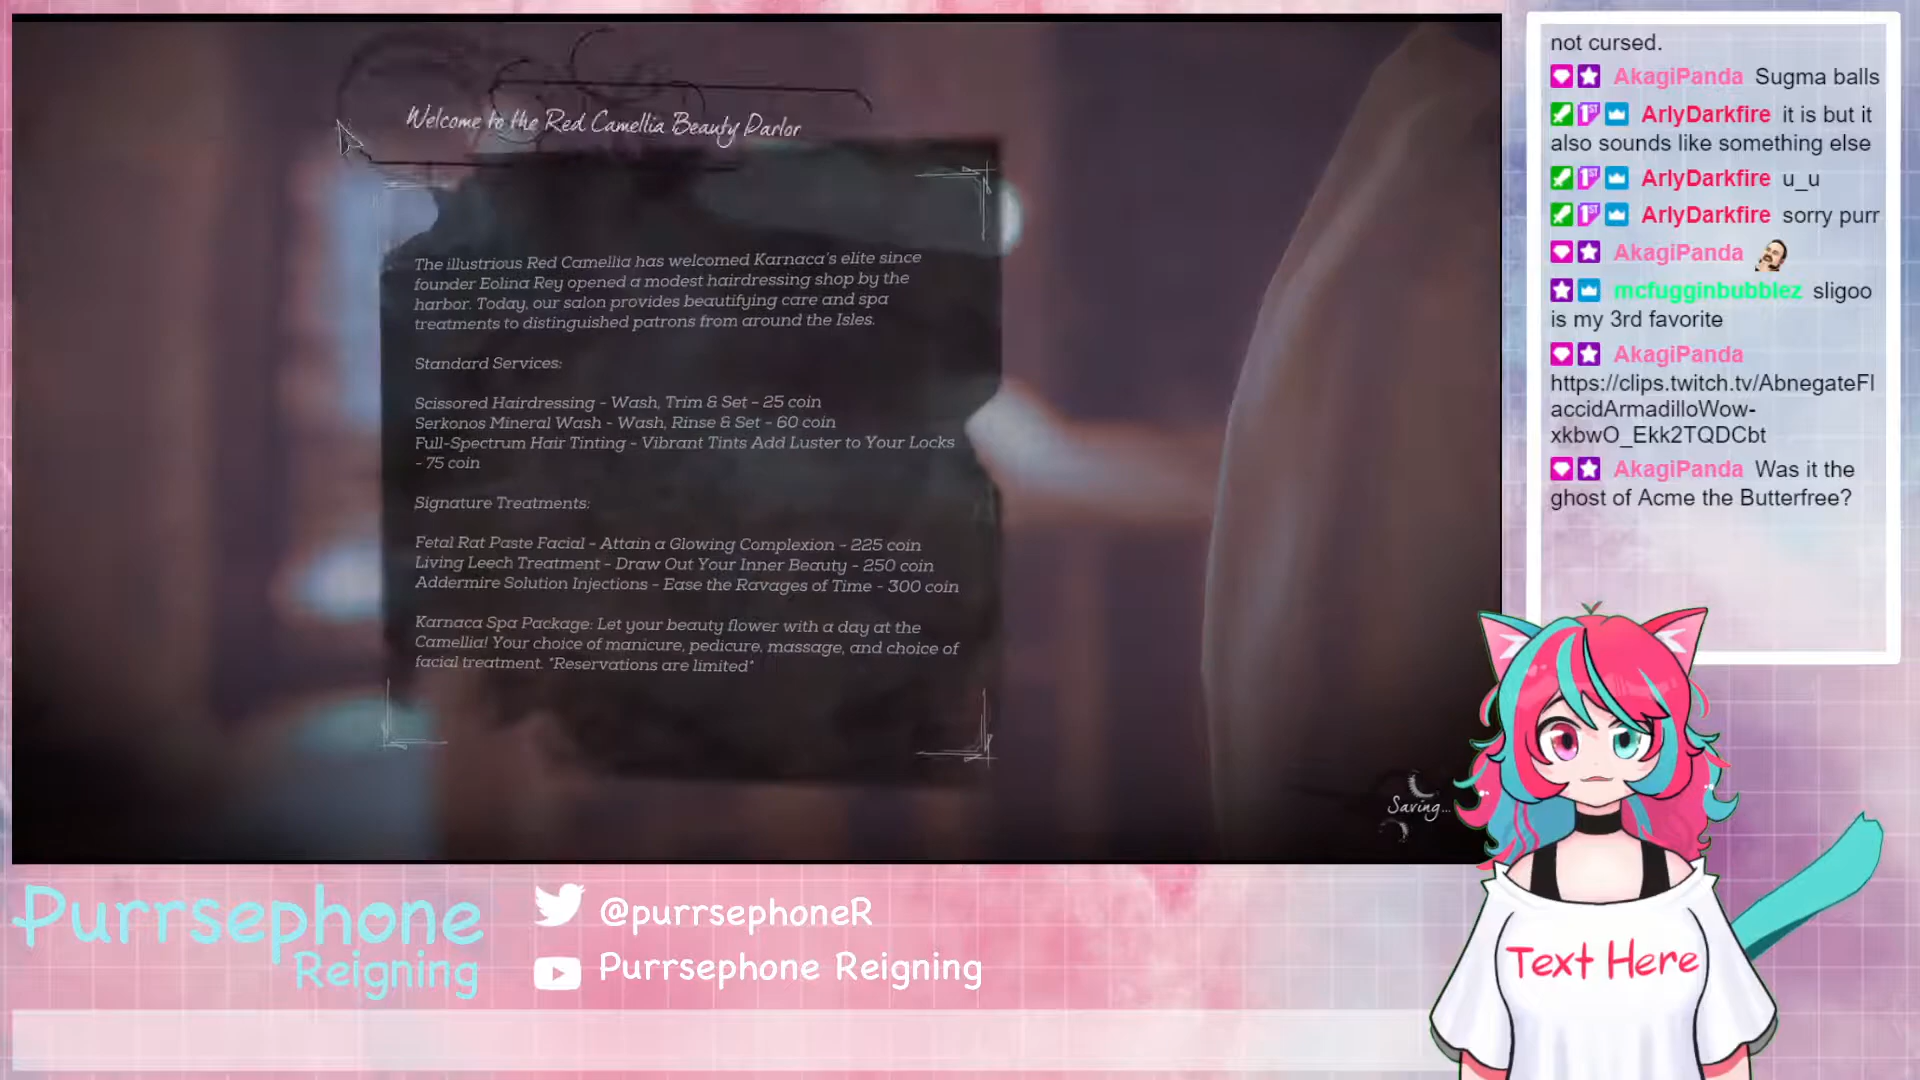 Welcome to the Red Camellia Beauty Parlor
The illustrious Red Camellia has welcomed Karnaca's elite since
founder Eolina Rey opened a modest hairdressing shop by the
harbor. Today, our salon provides beautifying care and spa
treatments to distinguished patrons from around the Isles.
Standard Services:
Scissored Hairdressing - Wash, Trim & Set - 25 coin
Serkonos Mineral Wash - Wash, Rinse & Set - 60 coin
Full-Spectrum Hair Tinting - Vibrant Tints Add Luster to Your Locks
- 75 coin
Signature Treatments:
Fetal Rat Paste Facial - Attain a Glowing Complexion - 225 coin
Living Leech Treatment - Draw Out Your Inner Beauty - 250 coin
Addermire Solution Injections - Ease the Ravages of Time - 300 coin
Karnaca Spa Package: Let your beauty flower with a day at the
Camellia! Your choice of manicure, pedicure, massage, and choice of
facial treatment. *Reservations are limited*
Saving...
not cursed.
AkagiPanda Sugma balls
1ST ArlyDarkfire it is but it
also sounds like something else
1ST ArlyDarkfire u_u
1ST ArlyDarkfire sorry purr
AkagiPanda
mcfugginbubblez sligoo
is my 3rd favorite
AkagiPanda
https://clips.twitch.tv/AbnegateFl
accidArmadilloWow-
xkbwO_Ekk2TQDCbt
AkagiPanda Was it the
ghost of Acme the Butterfree?
Purrsephone
Reigning
@purrsephoneR
Purrsephone Reigning
Text Here